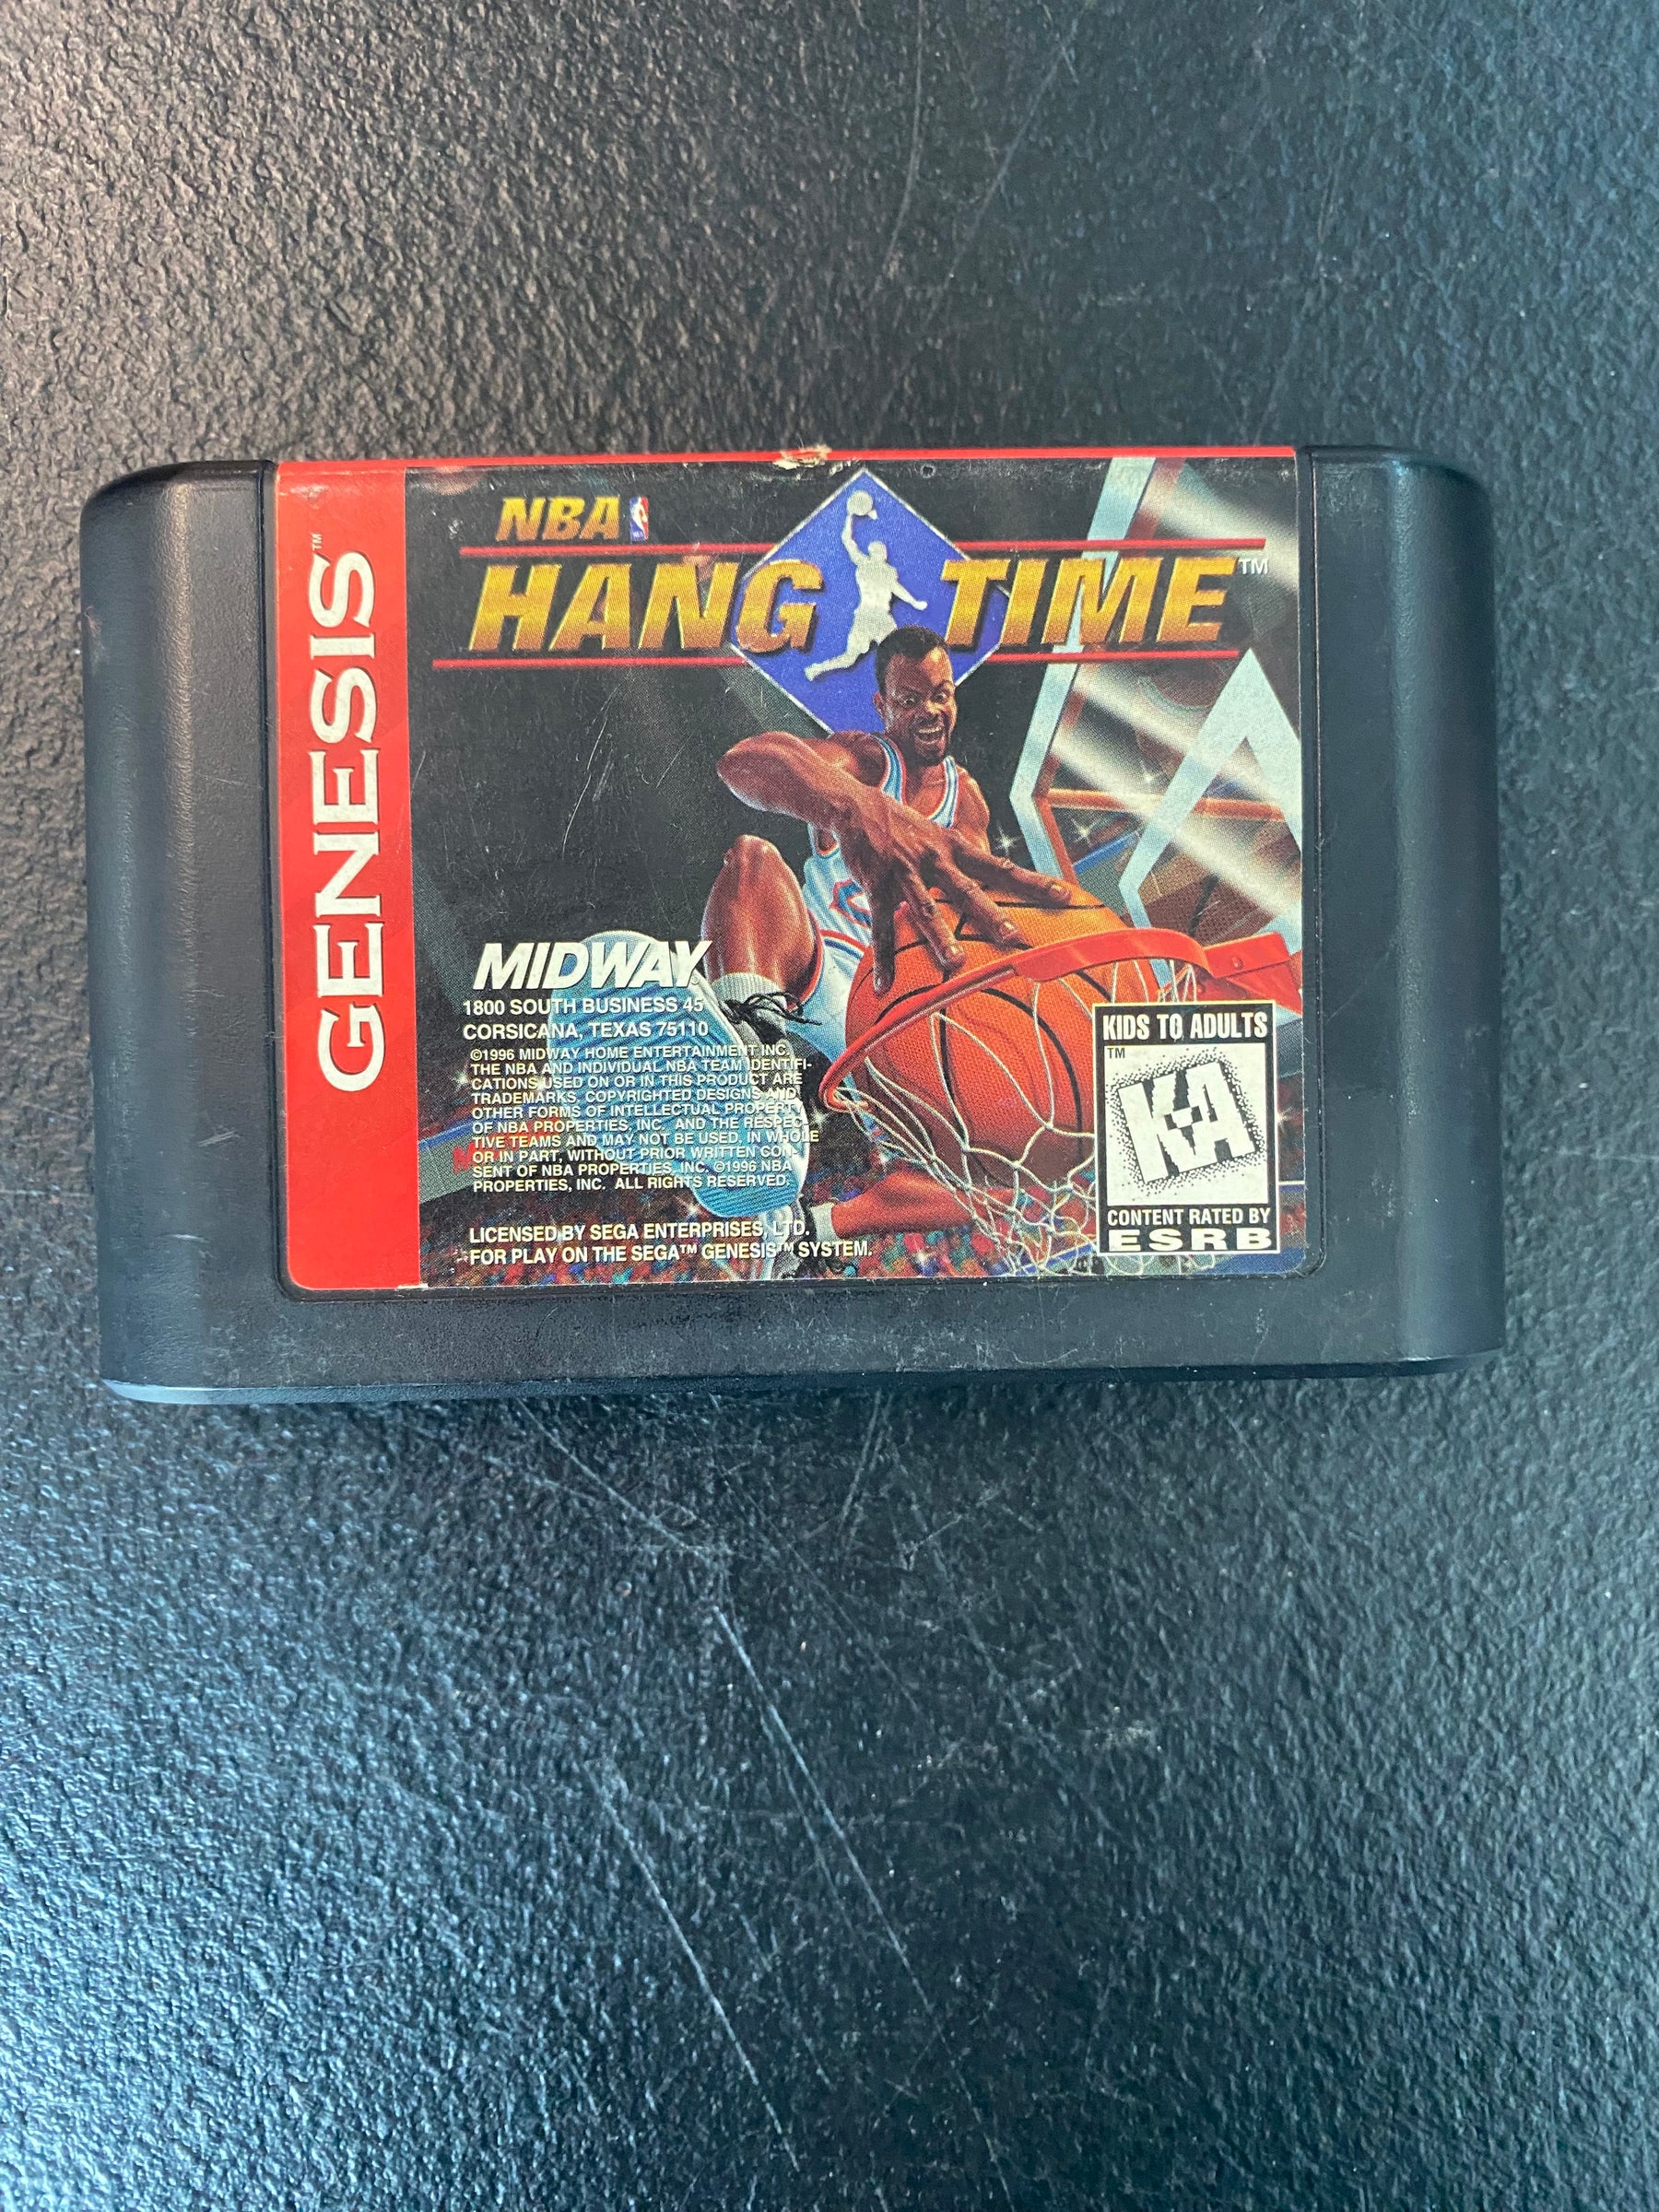 GENESIS™
NBA
HANG TIME™
MIDWAY
1800 SOUTH BUSINESS 45
CORSICANA, TEXAS 75110
©1996 MIDWAY HOME ENTERTAINMENT INC.
THE NBA AND INDIVIDUAL NBA TEAM IDENTIFI-
CATIONS USED ON OR IN THIS PRODUCT ARE
TRADEMARKS, COPYRIGHTED DESIGNS AND
OTHER FORMS OF INTELLECTUAL PROPERTY
OF NBA PROPERTIES, INC. AND THE RESPEC-
TIVE TEAMS AND MAY NOT BE USED, IN WHOLE
OR IN PART, WITHOUT PRIOR WRITTEN CON-
SENT OF NBA PROPERTIES, INC. ©1996 NBA
PROPERTIES, INC. ALL RIGHTS RESERVED.
LICENSED BY SEGA ENTERPRISES, LTD.
FOR PLAY ON THE SEGA™ GENESIS™ SYSTEM.
KIDS TO ADULTS
™
K-A
CONTENT RATED BY
ESRB